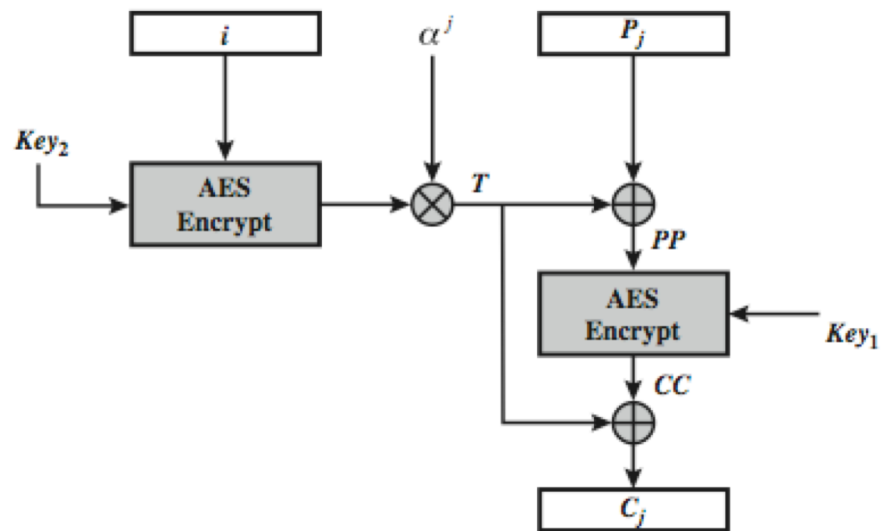 i
α^j
P_j
Key_2
AES
Encrypt
T
PP
AES
Encrypt
Key_1
CC
C_j